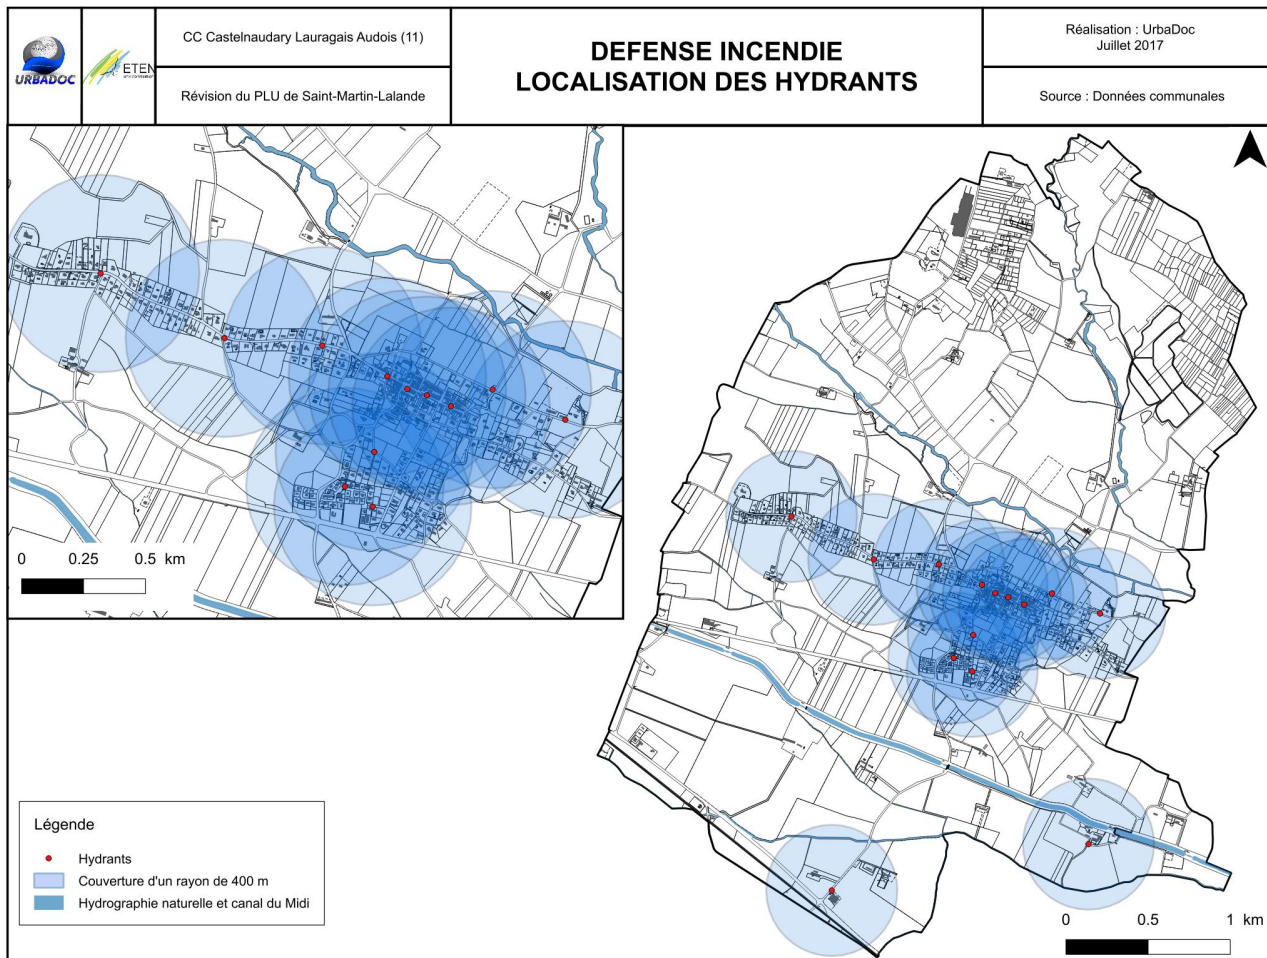 URBADOC
ETEN
environnement
CC Castelnaudary Lauragais Audois (11)
Révision du PLU de Saint-Martin-Lalande
DEFENSE INCENDIE
LOCALISATION DES HYDRANTS
Réalisation : UrbaDoc
Juillet 2017
Source : Données communales
0 0.25 0.5 km
Légende
Hydrants
Couverture d'un rayon de 400 m
Hydrographie naturelle et canal du Midi
0 0.5 1 km